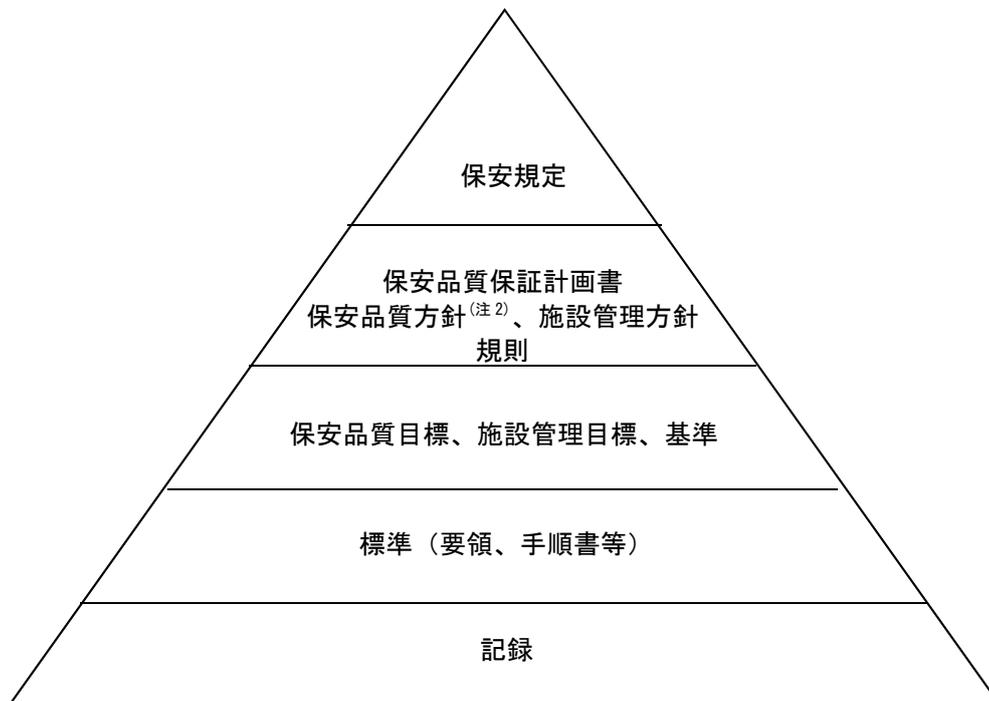 保安規定
保安品質保証計画書
保安品質方針(注2)、施設管理方針
規則
保安品質目標、施設管理目標、基準
標準（要領、手順書等）
記録